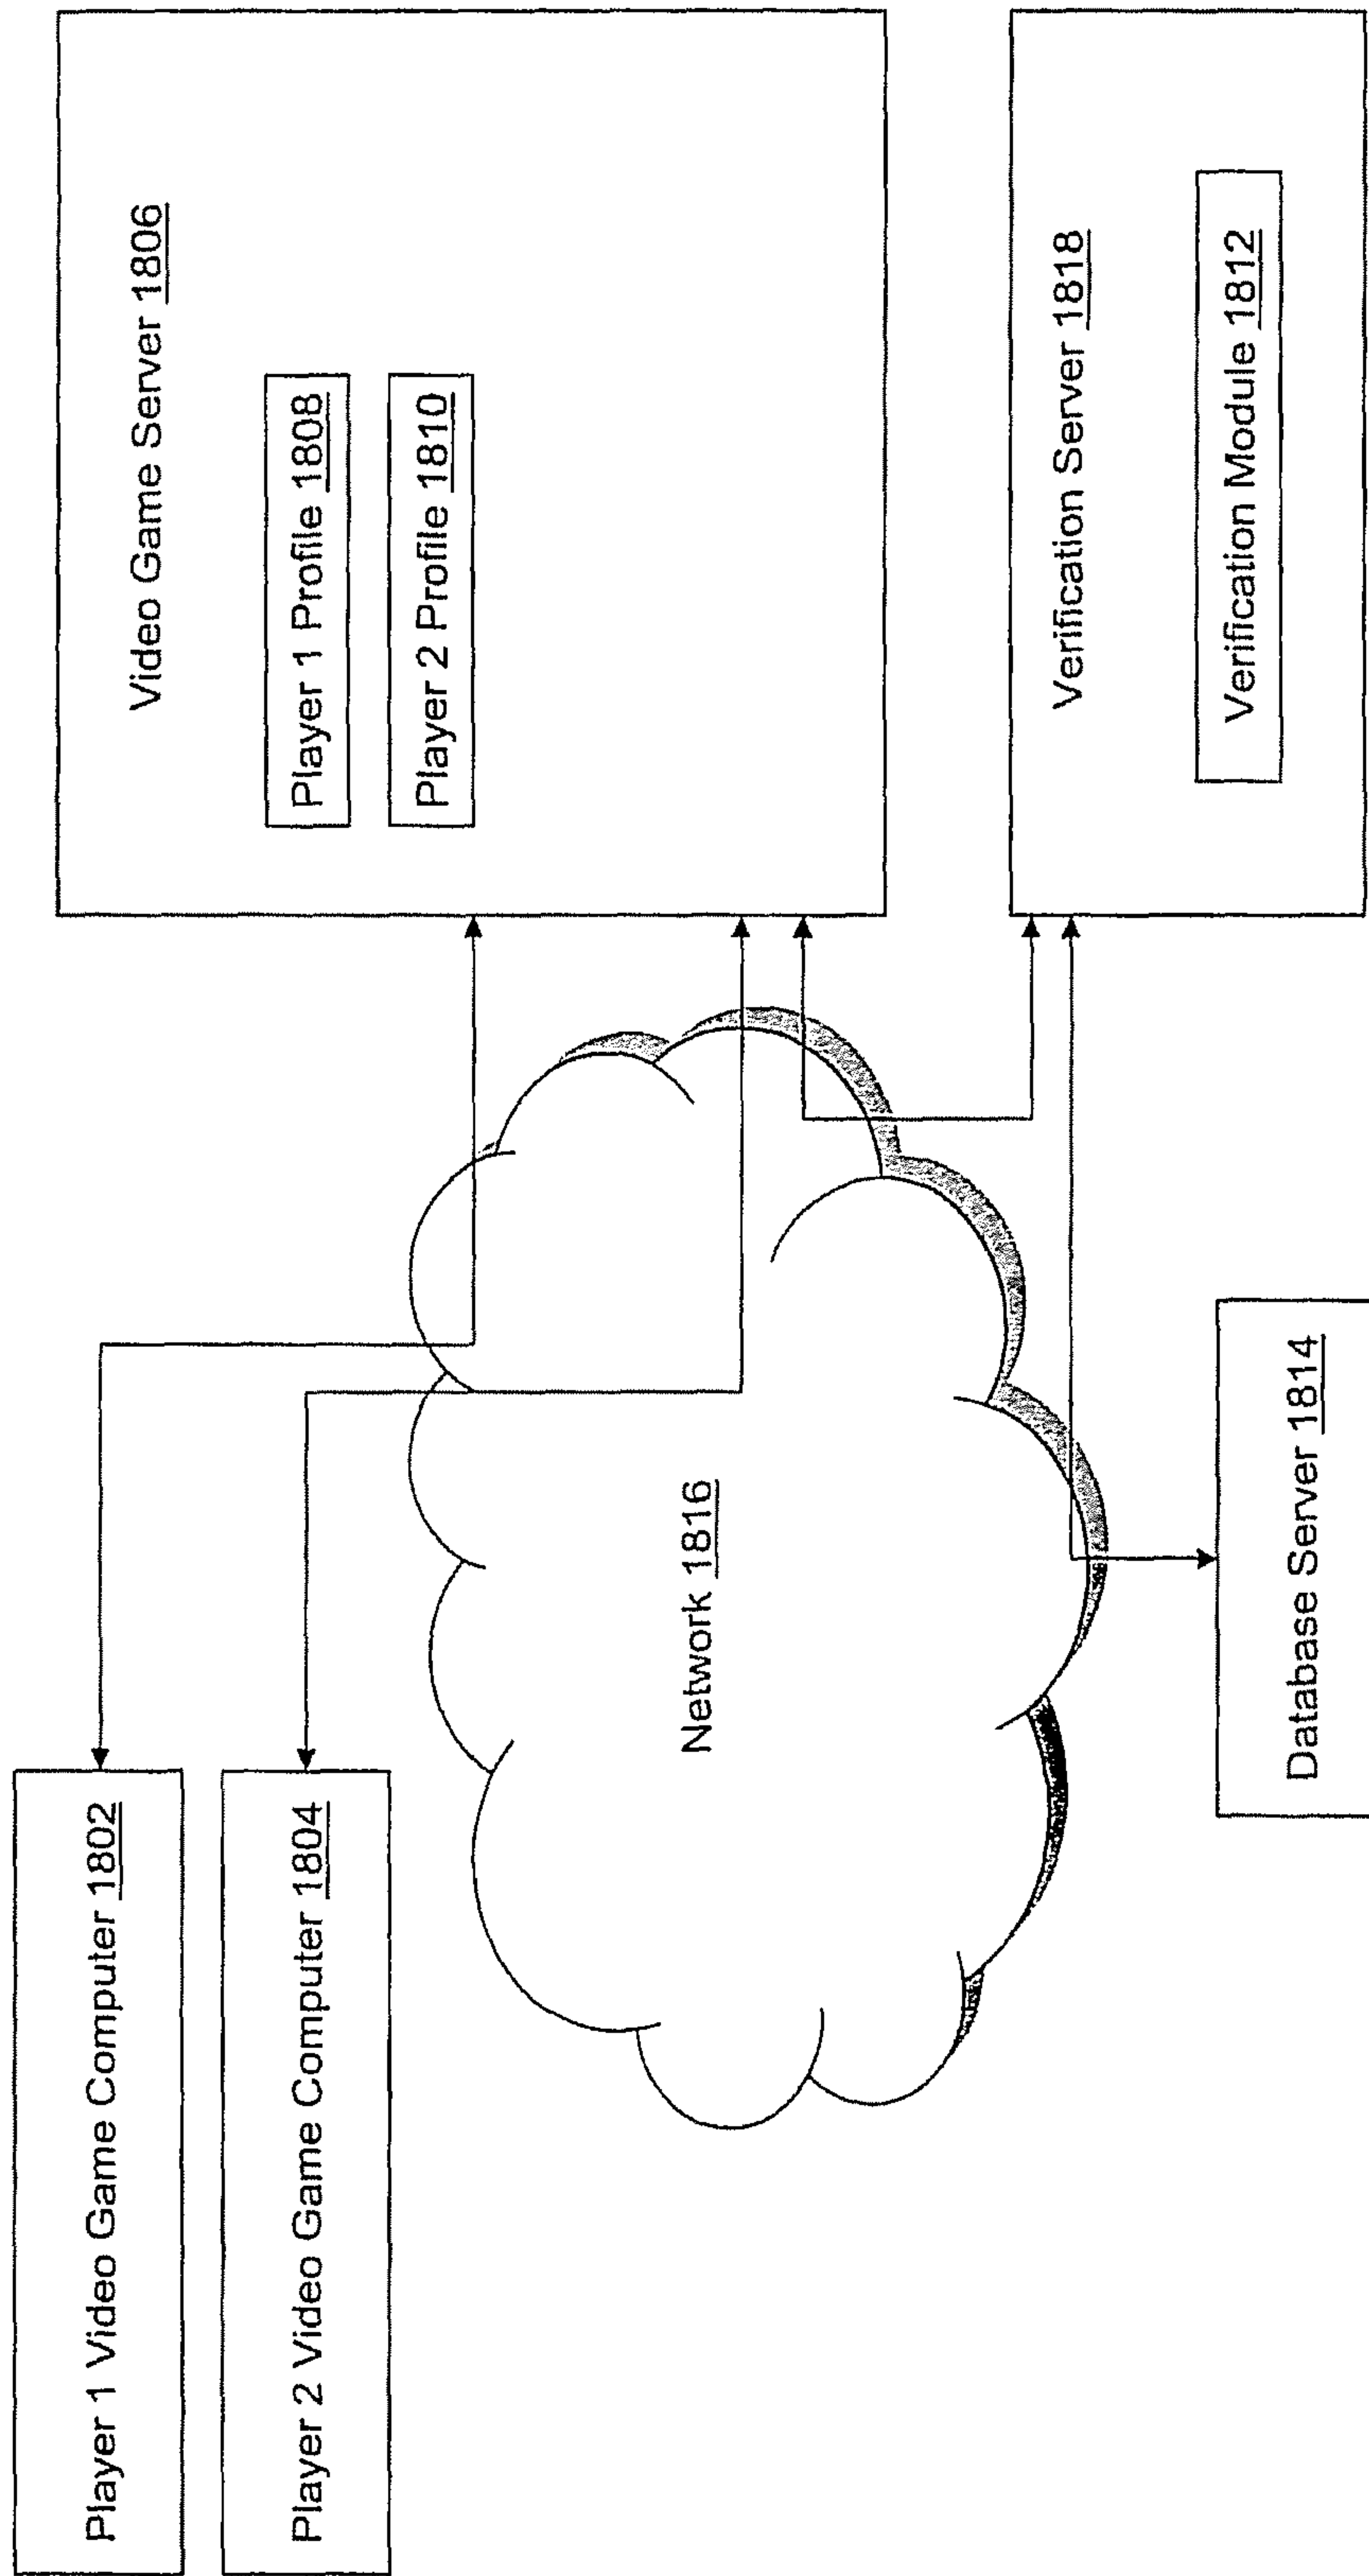 Player 1 Video Game Computer 1802
Player 2 Video Game Computer 1804
Video Game Server 1806
Player 1 Profile 1808
Player 2 Profile 1810
Network 1816
Verification Server 1818
Verification Module 1812
Database Server 1814